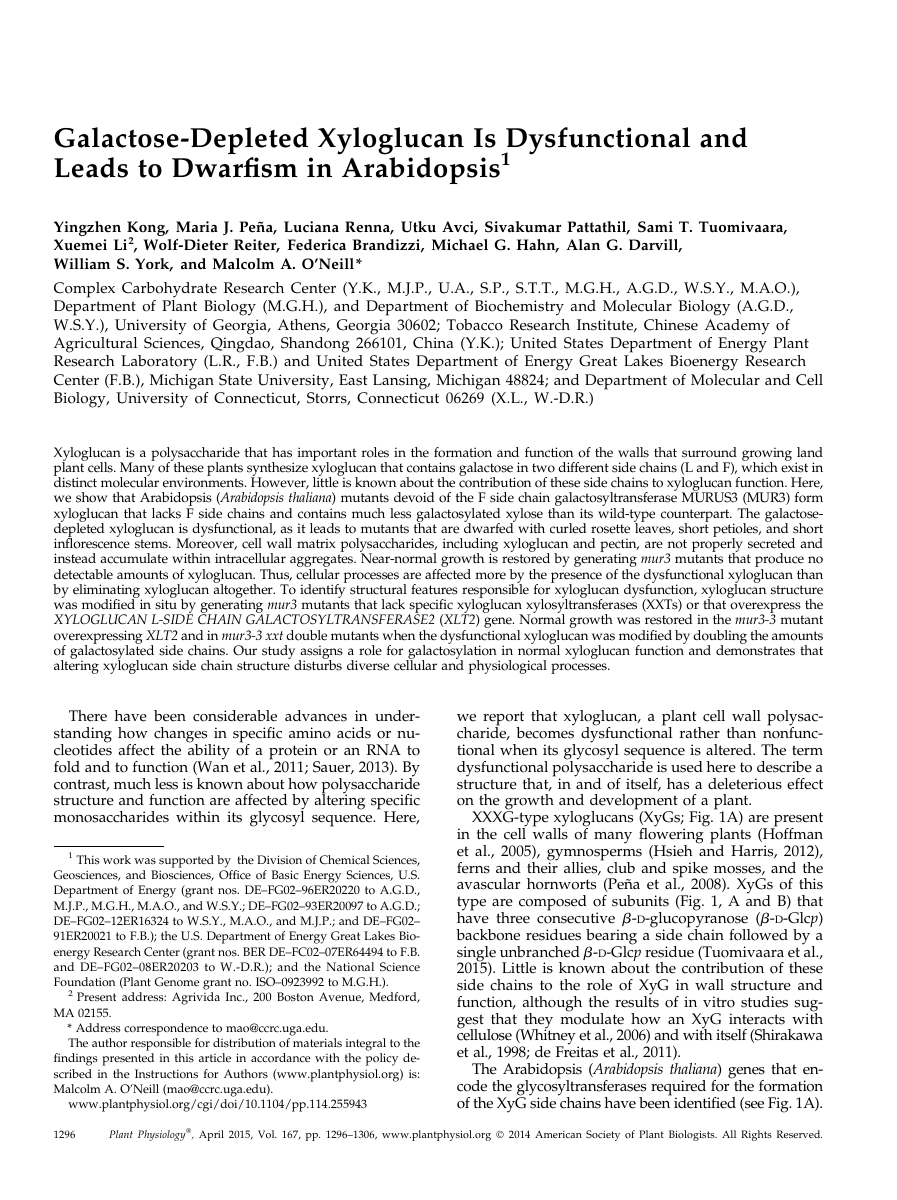 Galactose-Depleted Xyloglucan Is Dysfunctional and
Leads to Dwarfism in Arabidopsis1
Yingzhen Kong, Maria J. Peña, Luciana Renna, Utku Avci, Sivakumar Pattathil, Sami T. Tuomivaara,
Xuemei Li2, Wolf-Dieter Reiter, Federica Brandizzi, Michael G. Hahn, Alan G. Darvill,
William S. York, and Malcolm A. O'Neill*
Complex Carbohydrate Research Center (Y.K., M.J.P., U.A., S.P., S.T.T., M.G.H., A.G.D., W.S.Y., M.A.O.),
Department of Plant Biology (M.G.H.), and Department of Biochemistry and Molecular Biology (A.G.D.,
W.S.Y.), University of Georgia, Athens, Georgia 30602; Tobacco Research Institute, Chinese Academy of
Agricultural Sciences, Qingdao, Shandong 266101, China (Y.K.); United States Department of Energy Plant
Research Laboratory (L.R., F.B.) and United States Department of Energy Great Lakes Bioenergy Research
Center (F.B.), Michigan State University, East Lansing, Michigan 48824; and Department of Molecular and Cell
Biology, University of Connecticut, Storrs, Connecticut 06269 (X.L., W.-D.R.)
Xyloglucan is a polysaccharide that has important roles in the formation and function of the walls that surround growing land
plant cells. Many of these plants synthesize xyloglucan that contains galactose in two different side chains (L and F), which exist in
distinct molecular environments. However, little is known about the contribution of these side chains to xyloglucan function. Here,
we show that Arabidopsis (Arabidopsis thaliana) mutants devoid of the F side chain galactosyltransferase MURUS3 (MUR3) form
xyloglucan that lacks F side chains and contains much less galactosylated xylose than its wild-type counterpart. The galactose-
depleted xyloglucan is dysfunctional, as it leads to mutants that are dwarfed with curled rosette leaves, short petioles, and short
inflorescence stems. Moreover, cell wall matrix polysaccharides, including xyloglucan and pectin, are not properly secreted and
instead accumulate within intracellular aggregates. Near-normal growth is restored by generating mur3 mutants that produce no
detectable amounts of xyloglucan. Thus, cellular processes are affected more by the presence of the dysfunctional xyloglucan than
by eliminating xyloglucan altogether. To identify structural features responsible for xyloglucan dysfunction, xyloglucan structure
was modified in situ by generating mur3 mutants that lack specific xyloglucan xylosyltransferases (XXTs) or that overexpress the
XYLOGLUCAN L-SIDE CHAIN GALACTOSYLTRANSFERASE2 (XLT2) gene. Normal growth was restored in the mur3-3 mutant
overexpressing XLT2 and in mur3-3 xxt double mutants when the dysfunctional xyloglucan was modified by doubling the amounts
of galactosylated side chains. Our study assigns a role for galactosylation in normal xyloglucan function and demonstrates that
altering xyloglucan side chain structure disturbs diverse cellular and physiological processes.
There have been considerable advances in under-
standing how changes in specific amino acids or nu-
cleotides affect the ability of a protein or an RNA to
fold and to function (Wan et al., 2011; Sauer, 2013). By
contrast, much less is known about how polysaccharide
structure and function are affected by altering specific
monosaccharides within its glycosyl sequence. Here,
1 This work was supported by the Division of Chemical Sciences,
Geosciences, and Biosciences, Office of Basic Energy Sciences, U.S.
Department of Energy (grant nos. DE–FG02–96ER20220 to A.G.D.,
M.J.P., M.G.H., M.A.O., and W.S.Y.; DE–FG02–93ER20097 to A.G.D.;
DE–FG02–12ER16324 to W.S.Y., M.A.O., and M.J.P.; and DE–FG02–
91ER20021 to F.B.); the U.S. Department of Energy Great Lakes Bio-
energy Research Center (grant nos. BER DE–FC02–07ER64494 to F.B.
and DE–FG02–08ER20203 to W.-D.R.); and the National Science
Foundation (Plant Genome grant no. ISO–0923992 to M.G.H.).
2 Present address: Agrivida Inc., 200 Boston Avenue, Medford,
MA 02155.
* Address correspondence to mao@ccrc.uga.edu.
The author responsible for distribution of materials integral to the
findings presented in this article in accordance with the policy de-
scribed in the Instructions for Authors (www.plantphysiol.org) is:
Malcolm A. O'Neill (mao@ccrc.uga.edu).
www.plantphysiol.org/cgi/doi/10.1104/pp.114.255943
we report that xyloglucan, a plant cell wall polysac-
charide, becomes dysfunctional rather than nonfunc-
tional when its glycosyl sequence is altered. The term
dysfunctional polysaccharide is used here to describe a
structure that, in and of itself, has a deleterious effect
on the growth and development of a plant.
XXXG-type xyloglucans (XyGs; Fig. 1A) are present
in the cell walls of many flowering plants (Hoffman
et al., 2005), gymnosperms (Hsieh and Harris, 2012),
ferns and their allies, club and spike mosses, and the
avascular hornworts (Peña et al., 2008). XyGs of this
type are composed of subunits (Fig. 1, A and B) that
have three consecutive β-D-glucopyranose (β-D-Glcp)
backbone residues bearing a side chain followed by a
single unbranched β-D-Glcp residue (Tuomivaara et al.,
2015). Little is known about the contribution of these
side chains to the role of XyG in wall structure and
function, although the results of in vitro studies sug-
gest that they modulate how an XyG interacts with
cellulose (Whitney et al., 2006) and with itself (Shirakawa
et al., 1998; de Freitas et al., 2011).
The Arabidopsis (Arabidopsis thaliana) genes that en-
code the glycosyltransferases required for the formation
of the XyG side chains have been identified (see Fig. 1A).
1296 Plant Physiology®, April 2015, Vol. 167, pp. 1296–1306, www.plantphysiol.org © 2014 American Society of Plant Biologists. All Rights Reserved.